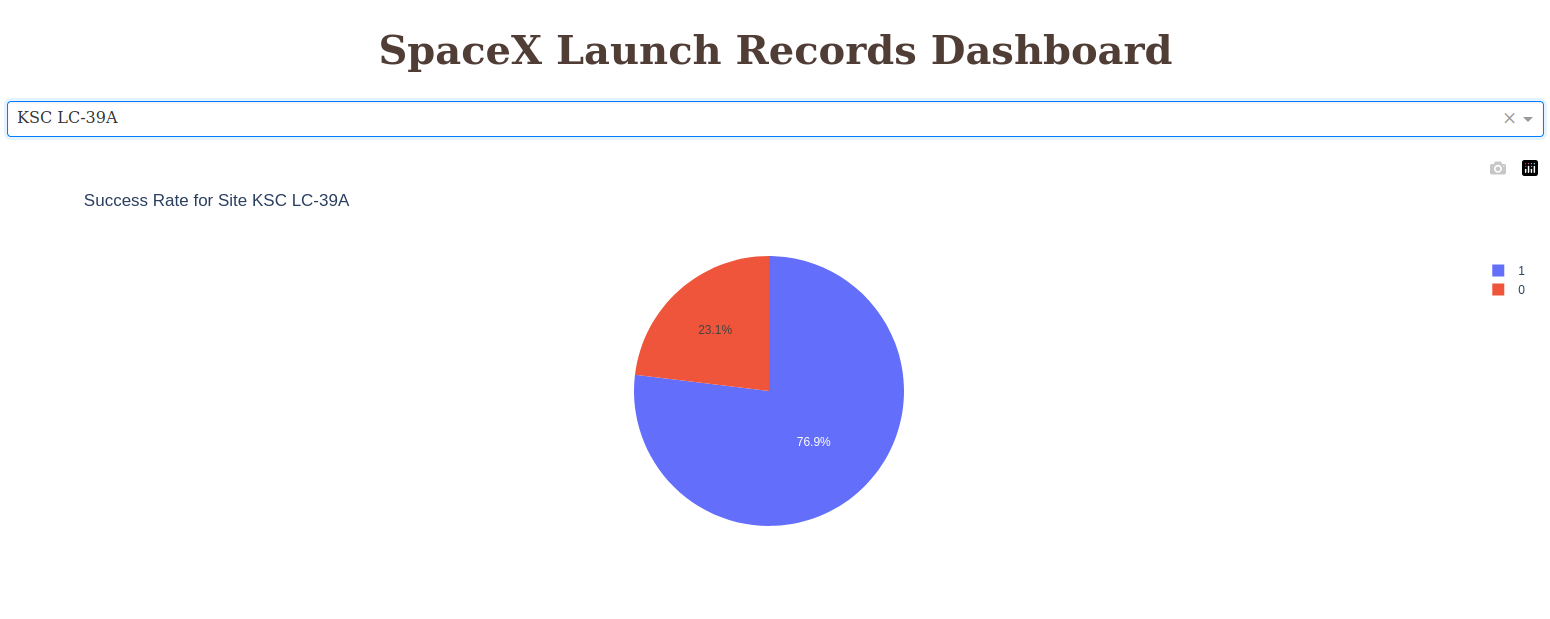 SpaceX Launch Records Dashboard
KSC LC-39A
Success Rate for Site KSC LC-39A
1
0
23.1%
76.9%